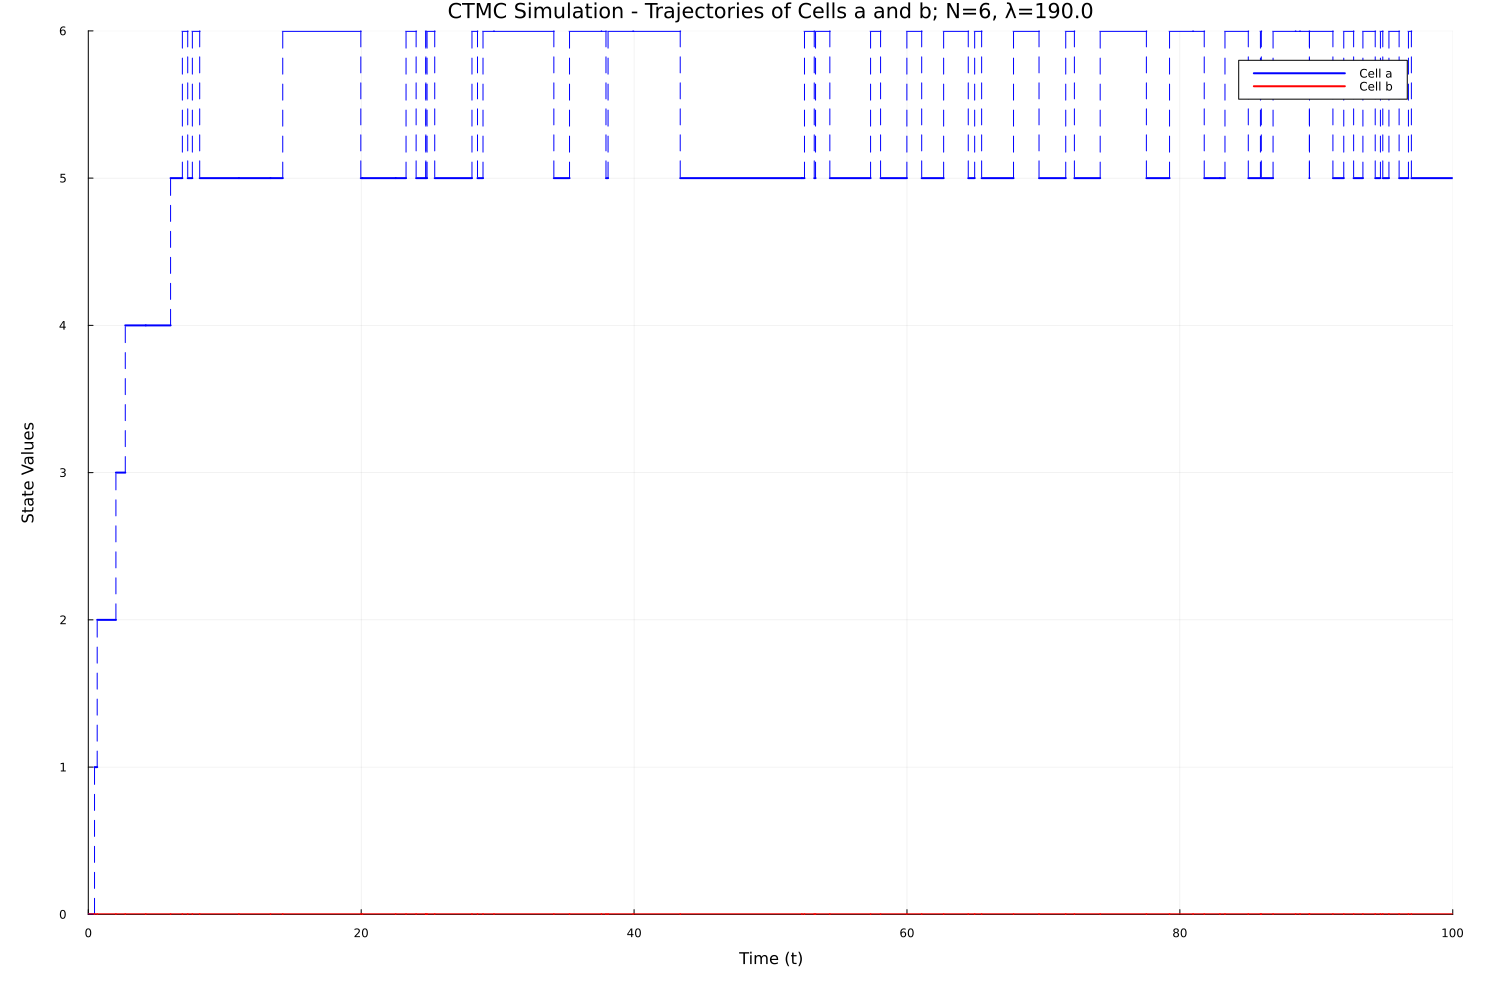 CTMC Simulation - Trajectories of Cells a and b; N=6, λ=190.0
6
Cell a
Cell b
5
4
3
2
1
0
State Values
0 20 40 60 80 100
Time (t)